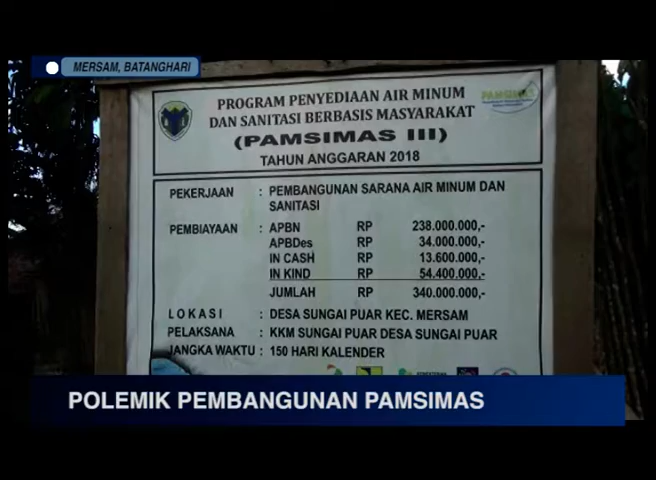 MERSAM, BATANGHARI
PROGRAM PENYEDIAAN AIR MINUM
DAN SANITASI BERBASIS MASYARAKAT
(PAMSIMAS III)
TAHUN ANGGARAN 2018
PAMSIMAS
PEKERJAAN : PEMBANGUNAN SARANA AIR MINUM DAN
SANITASI
PEMBIAYAAN : APBN RP 238.000.000,-
APBDes RP 34.000.000,-
IN CASH RP 13.600.000,-
IN KIND RP 54.400.000,-
JUMLAH RP 340.000.000,-
LOKASI : DESA SUNGAI PUAR KEC. MERSAM
PELAKSANA : KKM SUNGAI PUAR DESA SUNGAI PUAR
JANGKA WAKTU : 150 HARI KALENDER
POLEMIK PEMBANGUNAN PAMSIMAS